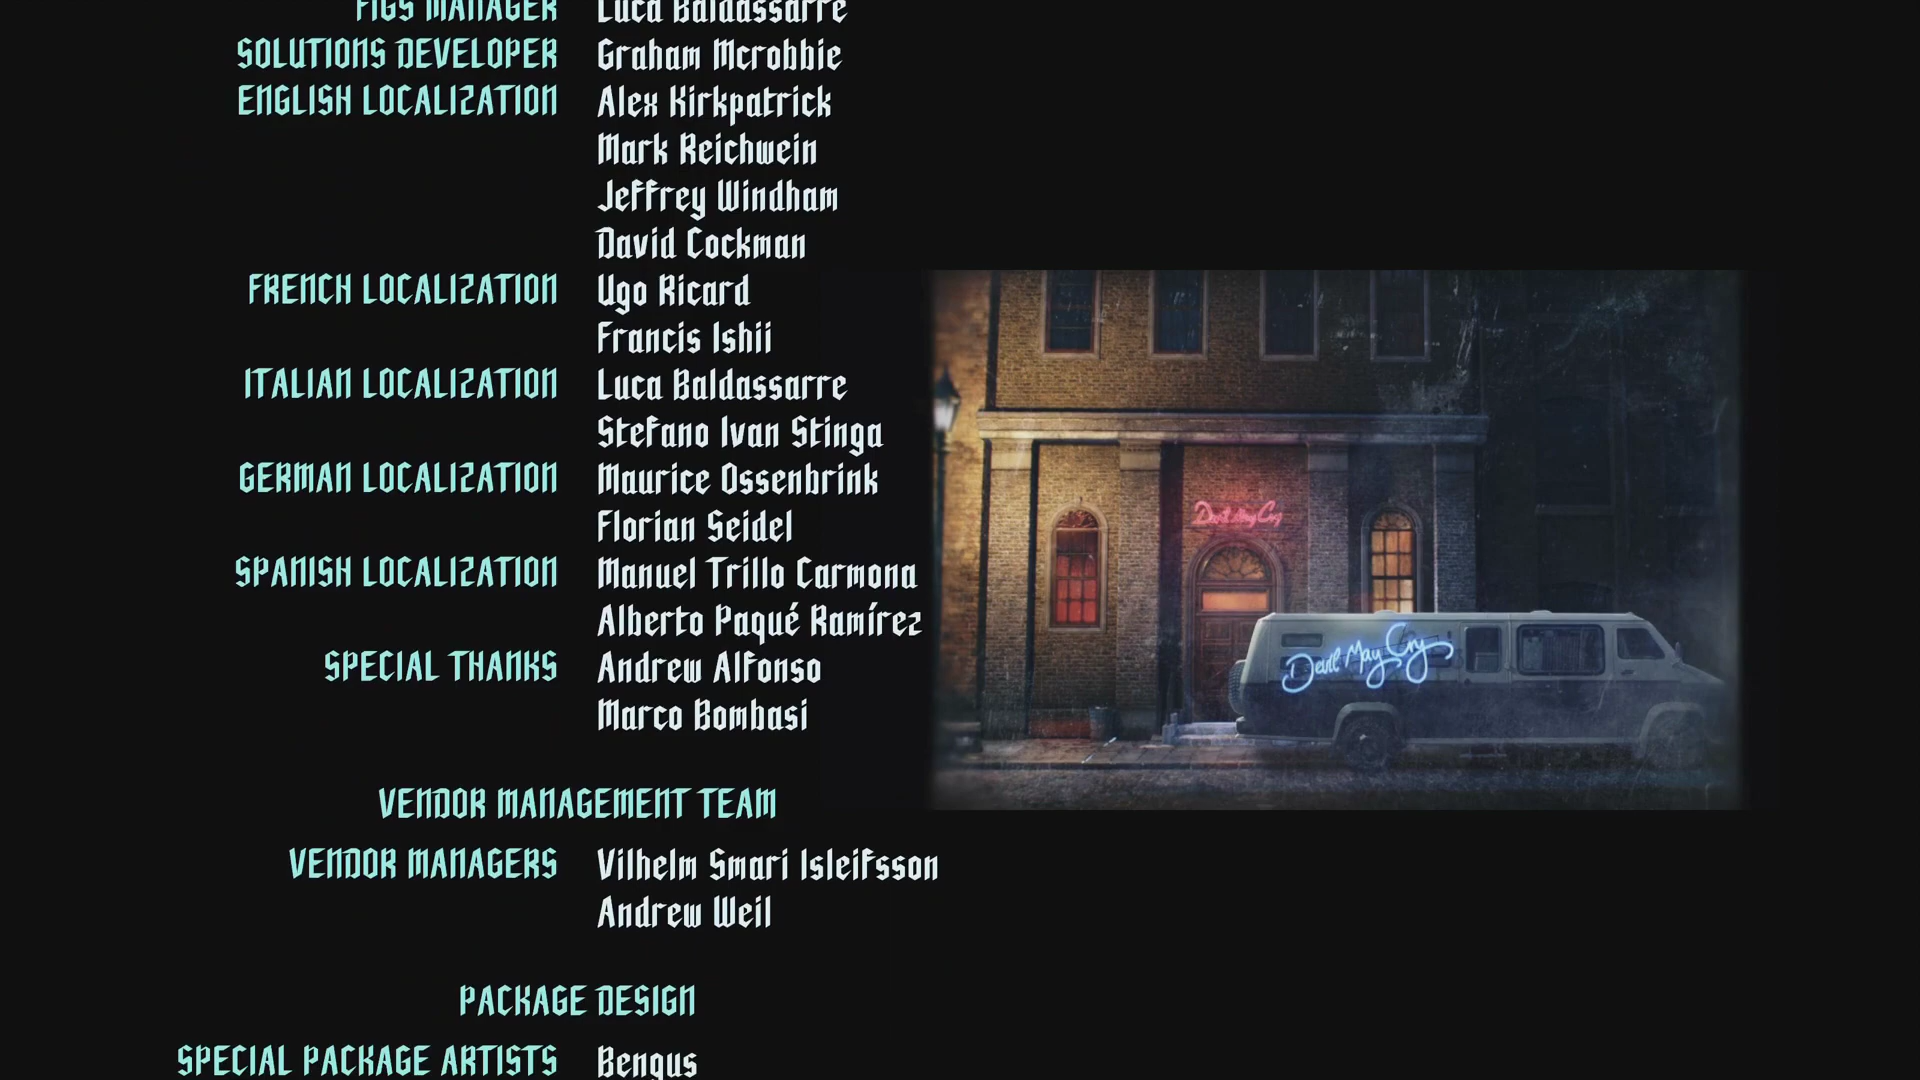 FIGS MANAGER Luca Baldassarre
SOLUTIONS DEVELOPER Graham Mcrobbie
ENGLISH LOCALIZATION Alex Kirkpatrick
Mark Reichwein
Jeffrey Windham
David Cockman
FRENCH LOCALIZATION Ugo Ricard
Francis Ishii
ITALIAN LOCALIZATION Luca Baldassarre
Stefano Ivan Stinga
GERMAN LOCALIZATION Maurice Ossenbrink
Florian Seidel
SPANISH LOCALIZATION Manuel Trillo Carmona
Alberto Paqué Ramírez
SPECIAL THANKS Andrew Alfonso
Marco Bombasi
VENDOR MANAGEMENT TEAM
VENDOR MANAGERS Vilhelm Smari Isleifsson
Andrew Weil
PACKAGE DESIGN
SPECIAL PACKAGE ARTISTS Bengus
Devil May Cry
Devil May Cry